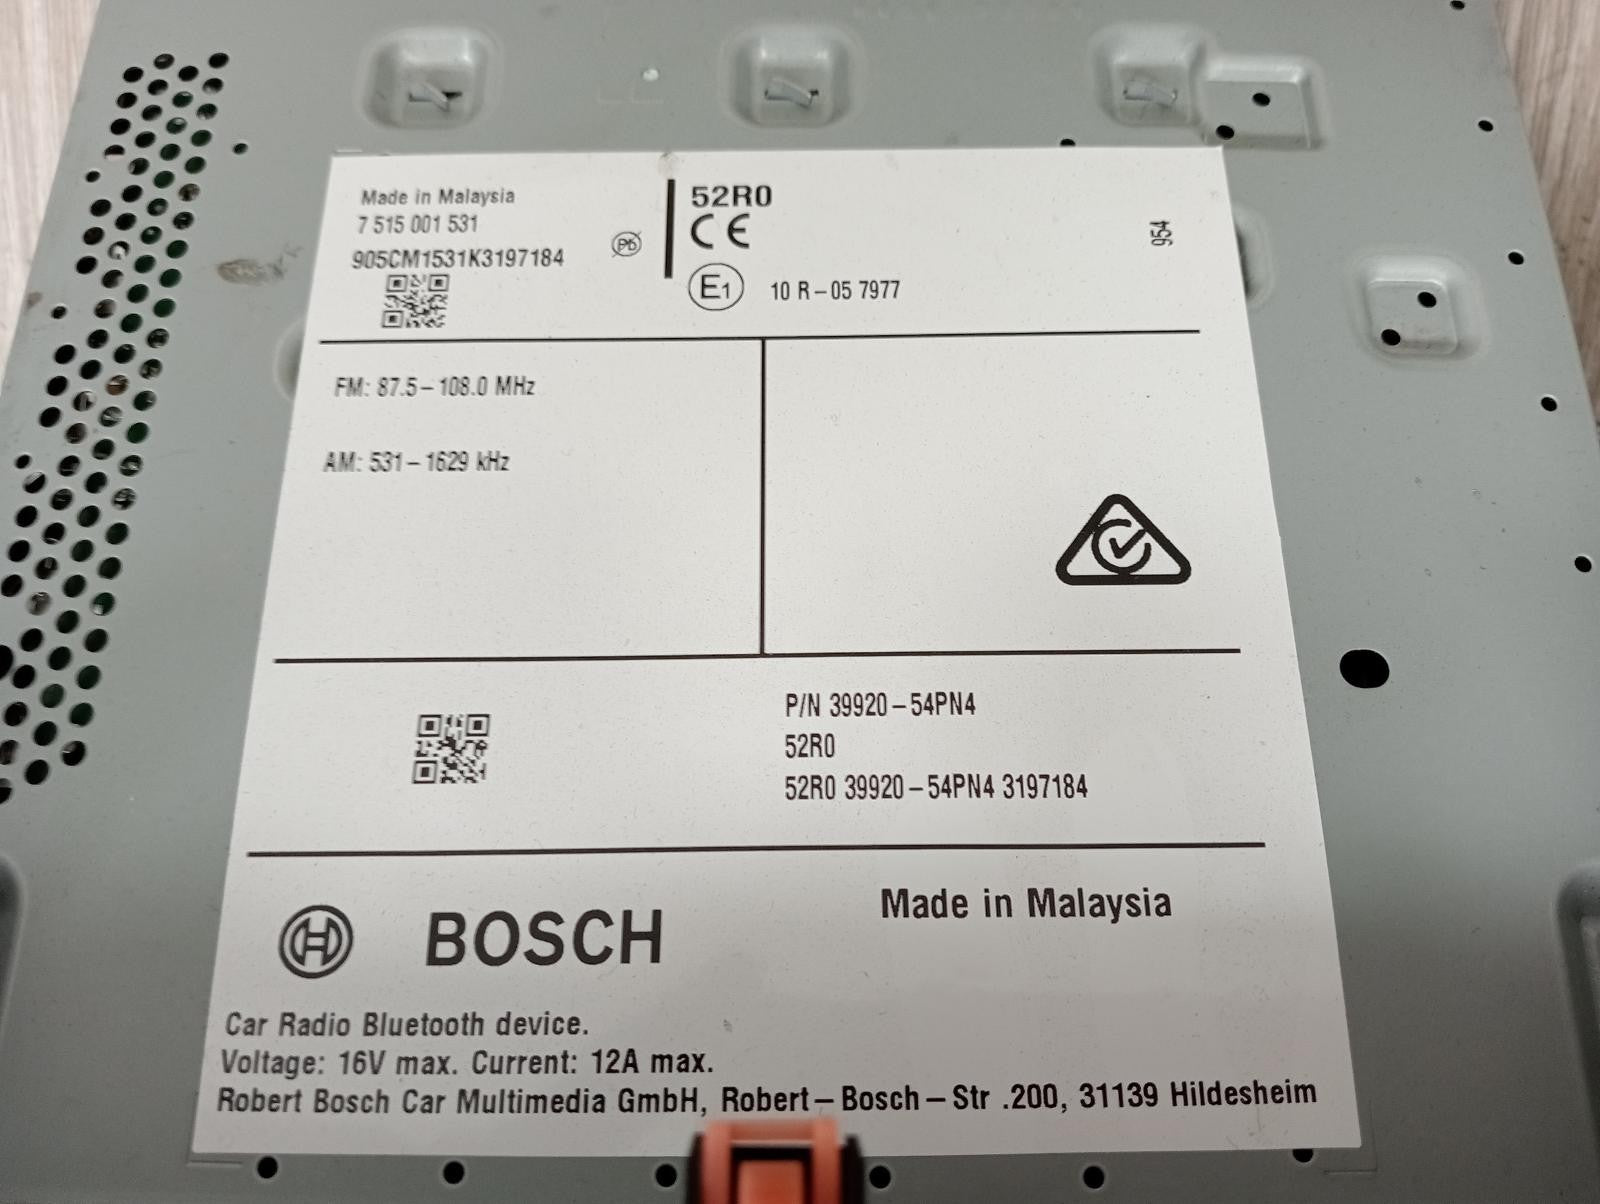 Made in Malaysia
7 515 001 531
905CM1531K3197184
Pb
52R0
CE
E1 10 R-05 7977
954
FM: 87.5-108.0 MHz
AM: 531-1629 kHz
P/N 39920-54PN4
52R0
52R0 39920-54PN4 3197184
BOSCH
Made in Malaysia
Car Radio Bluetooth device.
Voltage: 16V max. Current: 12A max.
Robert Bosch Car Multimedia GmbH, Robert-Bosch-Str .200, 31139 Hildesheim